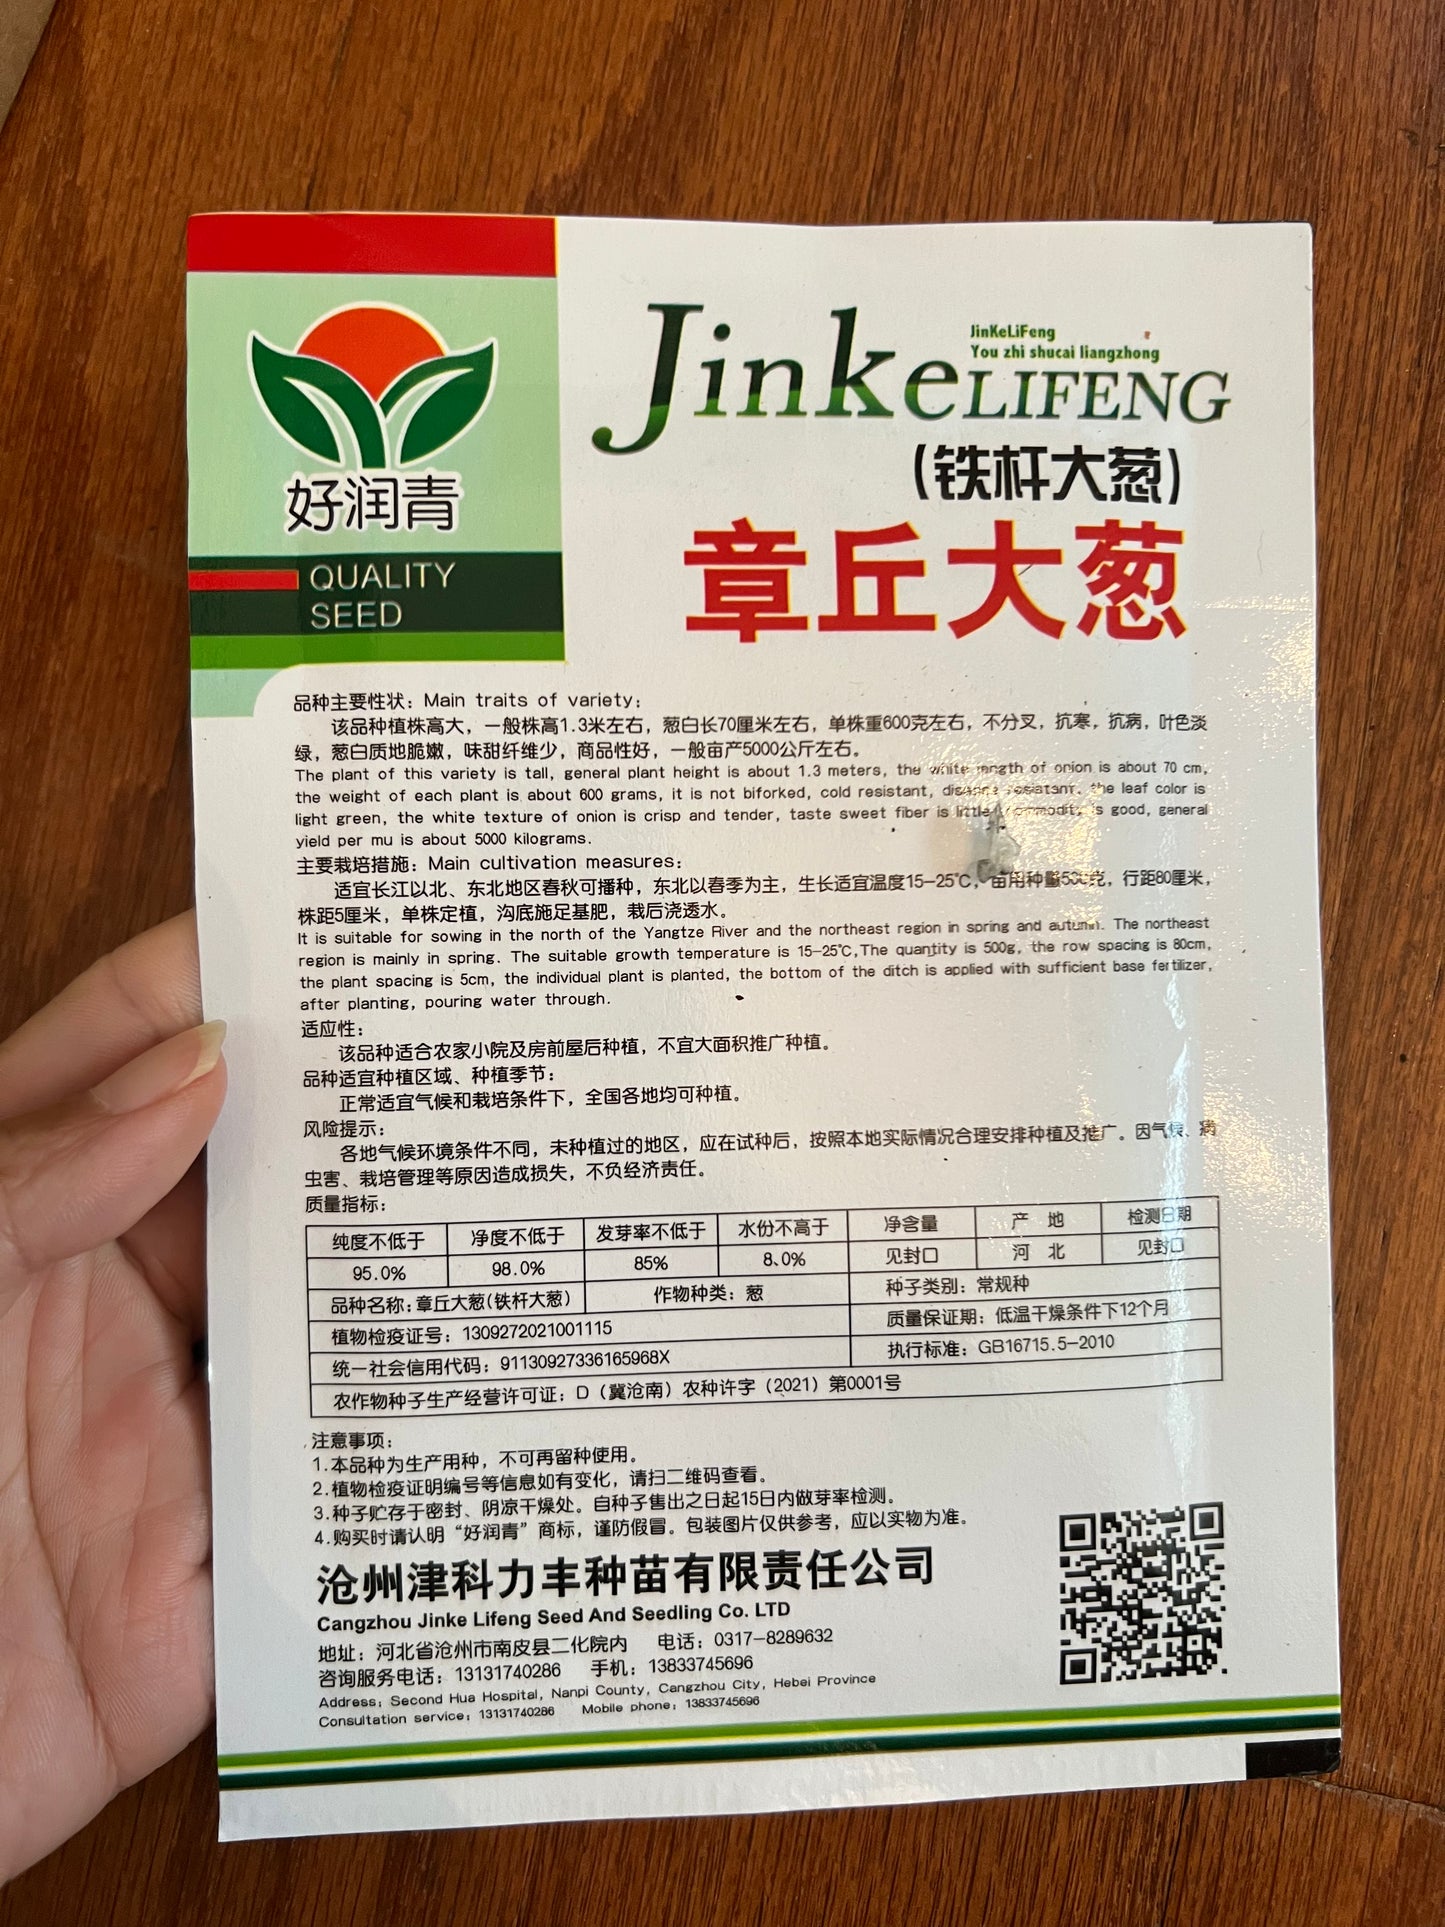 JinKeLiFeng
You zhi shucai liangzhong
JinkeLIFENG
(铁杆大葱)
章丘大葱
好润青
QUALITY
SEED
品种主要性状：Main traits of variety:
该品种植株高大，一般株高1.3米左右，葱白长70厘米左右，单株重600克左右，不分叉，抗寒，抗病，叶色淡
绿，葱白质地脆嫩，味甜纤维少，商品性好，一般亩产5000公斤左右。
The plant of this variety is tall, general plant height is about 1.3 meters, the white length of onion is about 70 cm,
the weight of each plant is about 600 grams, it is not biforked, cold resistant, resistant, the leaf color is
light green, the white texture of onion is crisp and tender, taste sweet fiber is little is good, general
yield per mu is about 5000 kilograms.
主要栽培措施：Main cultivation measures:
适宜长江以北、东北地区春秋可播种，东北以春季为主，生长适宜温度15-25℃，亩用种量500克，行距80厘米，
株距5厘米，单株定植，沟底施足基肥，栽后浇透水。
It is suitable for sowing in the north of the Yangtze River and the northeast region in spring and autumn. The northeast
region is mainly in spring. The suitable growth temperature is 15-25℃,The quantity is 500g, the row spacing is 80cm,
the plant spacing is 5cm, the individual plant is planted, the bottom of the ditch is applied with sufficient base fertilizer,
after planting, pouring water through.
适应性：
该品种适合农家小院及房前屋后种植，不宜大面积推广种植。
品种适宜种植区域、种植季节：
正常适宜气候和栽培条件下，全国各地均可种植。
风险提示：
各地气候环境条件不同，未种植过的地区，应在试种后，按照本地实际情况合理安排种植及推广。因气候、病
虫害、栽培管理等原因造成损失，不负经济责任。
质量指标：
纯度不低于 净度不低于 发芽率不低于 水份不高于 净含量 产 地 检测日期
95.0% 98.0% 85% 8.0% 见封口 河 北 见封口
品种名称：章丘大葱(铁杆大葱) 作物种类：葱 种子类别：常规种
植物检疫证号：1309272021001115 质量保证期：低温干燥条件下12个月
统一社会信用代码：91130927336165968X 执行标准：GB16715.5-2010
农作物种子生产经营许可证：D（冀沧南）农种许字（2021）第0001号
注意事项：
1.本品种为生产用种，不可再留种使用。
2.植物检疫证明编号等信息如有变化，请扫二维码查看。
3.种子贮存于密封、阴凉干燥处。自种子售出之日起15日内做芽率检测。
4.购买时请认明“好润青”商标，谨防假冒。包装图片仅供参考，应以实物为准。
沧州津科力丰种苗有限责任公司
Cangzhou Jinke Lifeng Seed And Seedling Co. LTD
地址：河北省沧州市南皮县二化院内 电话：0317-8289632
咨询服务电话：13131740286 手机：13833745696
Address: Second Hua Hospital, Nanpi County, Cangzhou City, Hebei Province
Consultation service: 13131740286 Mobile phone: 13833745696